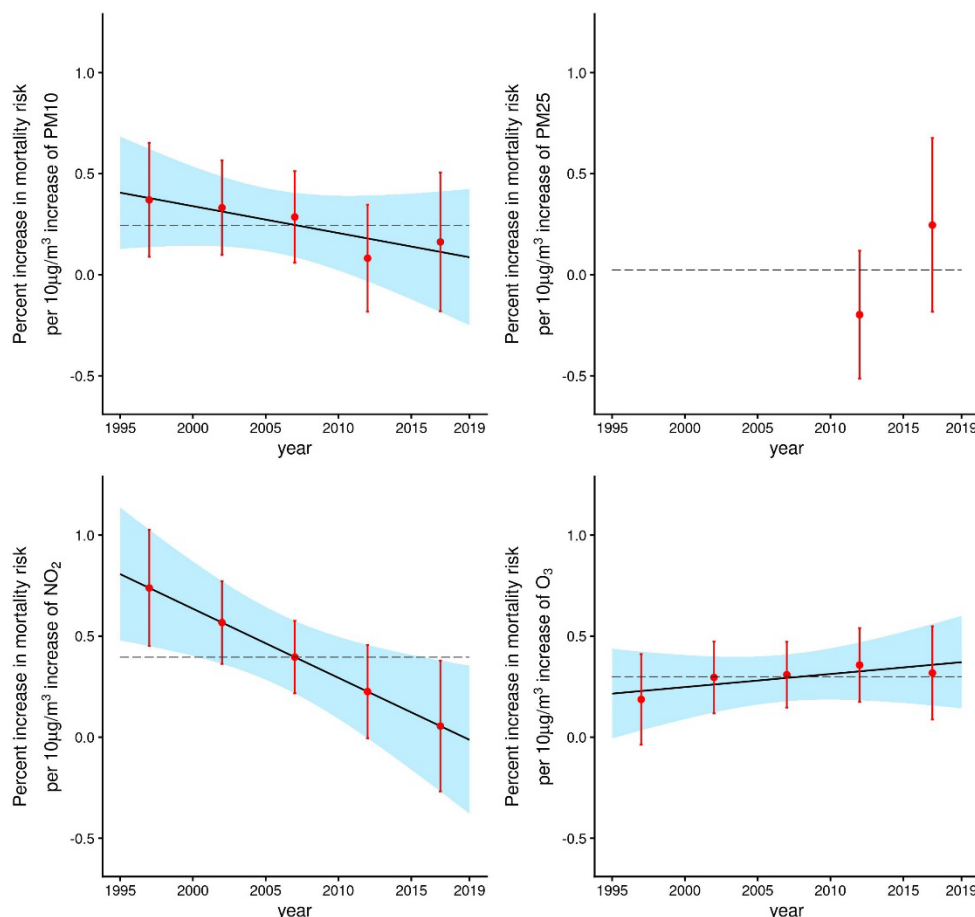 Percent increase in mortality risk
per 10µg/m³ increase of PM10
1.0
0.5
0.0
-0.5
1995 2000 2005 2010 2015 2019
year
Percent increase in mortality risk
per 10µg/m³ increase of PM25
1.0
0.5
0.0
-0.5
1995 2000 2005 2010 2015 2019
year
Percent increase in mortality risk
per 10µg/m³ increase of NO₂
1.0
0.5
0.0
-0.5
1995 2000 2005 2010 2015 2019
year
Percent increase in mortality risk
per 10µg/m³ increase of O₃
1.0
0.5
0.0
-0.5
1995 2000 2005 2010 2015 2019
year